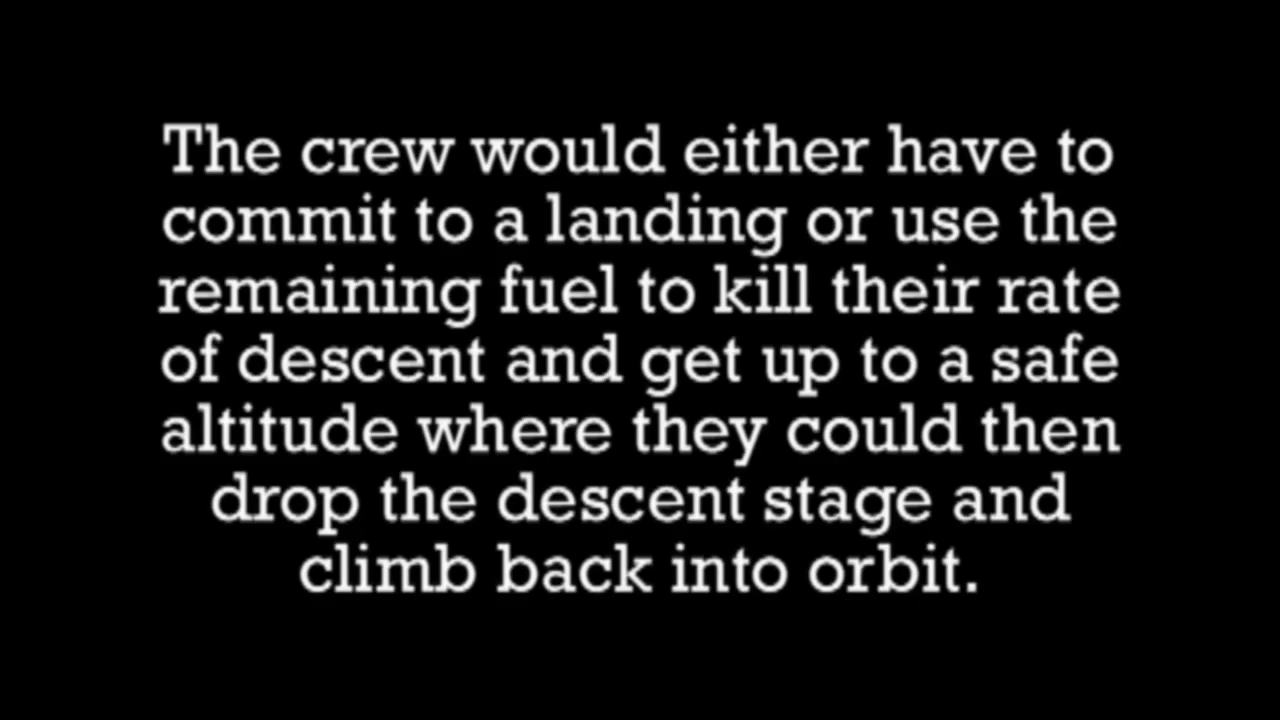 The crew would either have to
commit to a landing or use the
remaining fuel to kill their rate
of descent and get up to a safe
altitude where they could then
drop the descent stage and
climb back into orbit.